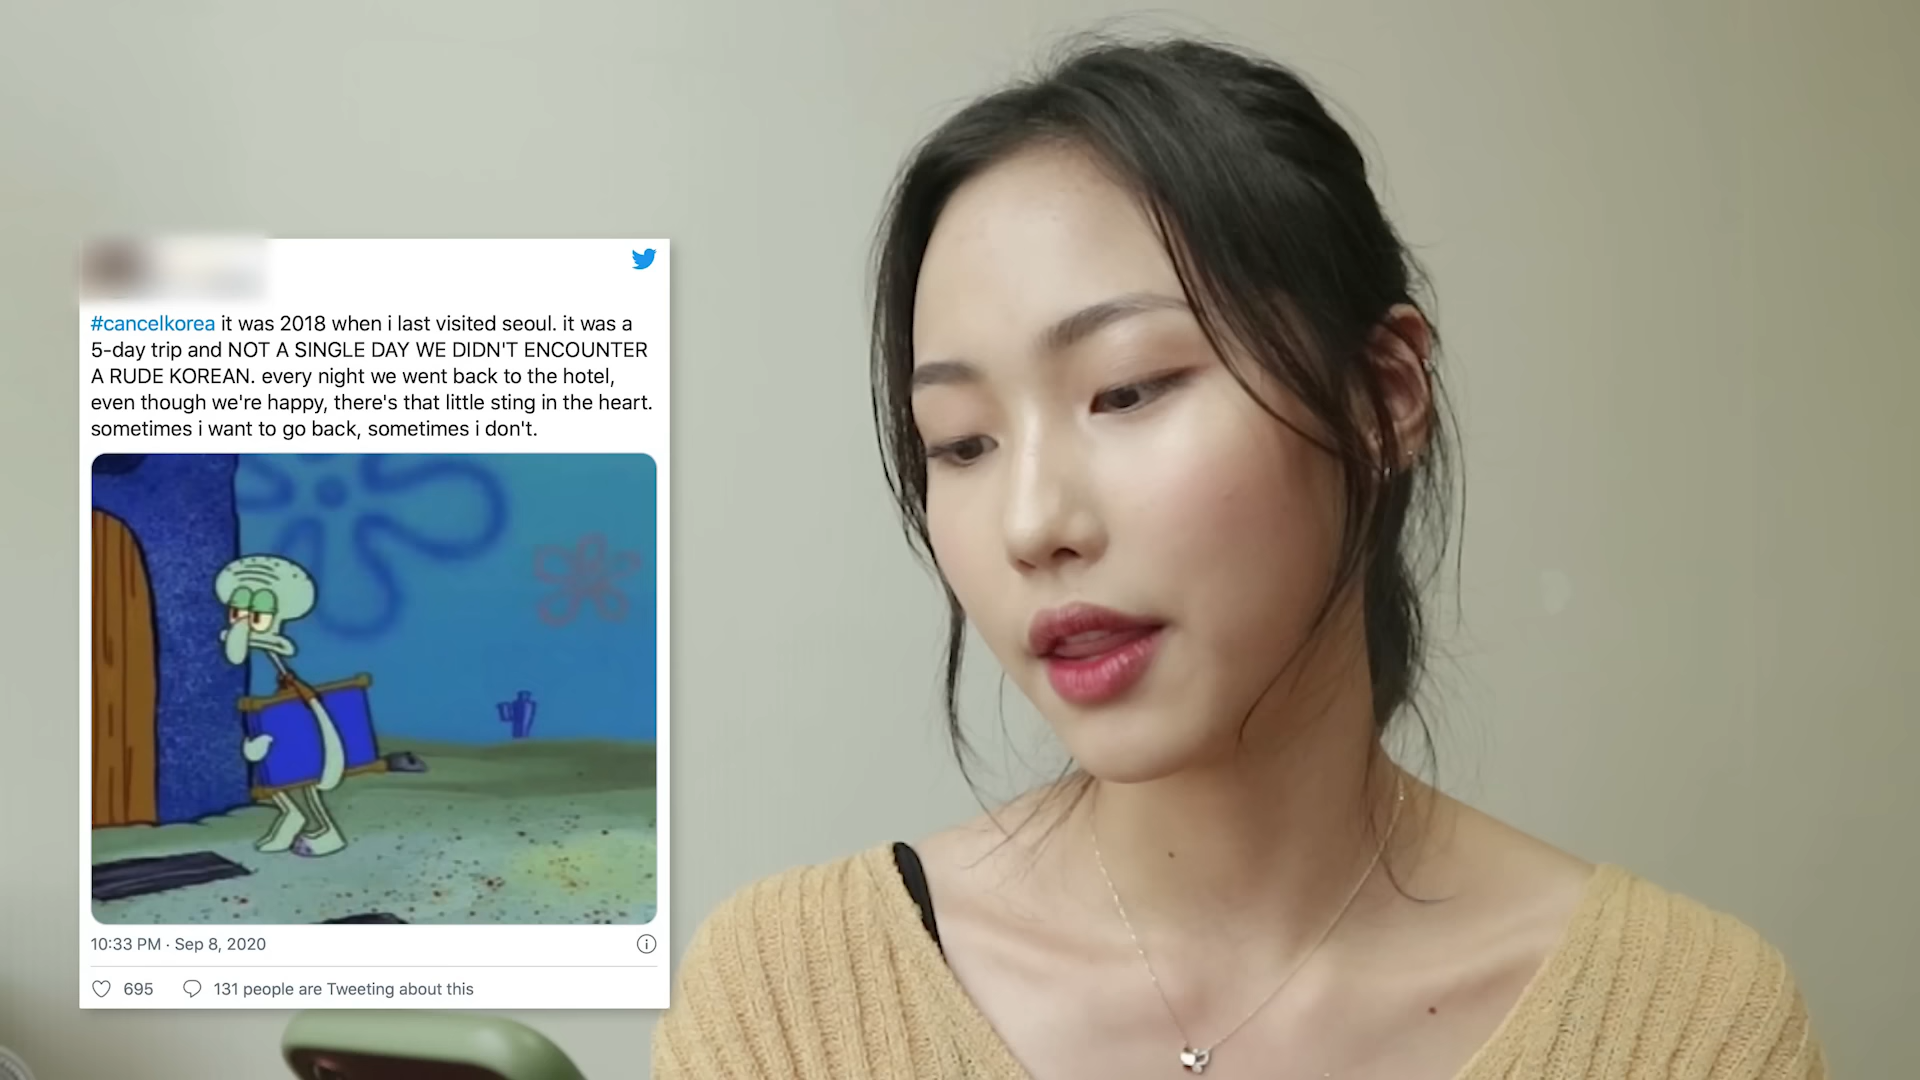 #cancelkorea it was 2018 when i last visited seoul. it was a
5-day trip and NOT A SINGLE DAY WE DIDN'T ENCOUNTER
A RUDE KOREAN. every night we went back to the hotel,
even though we're happy, there's that little sting in the heart.
sometimes i want to go back, sometimes i don't.
10:33 PM · Sep 8, 2020
695
131 people are Tweeting about this